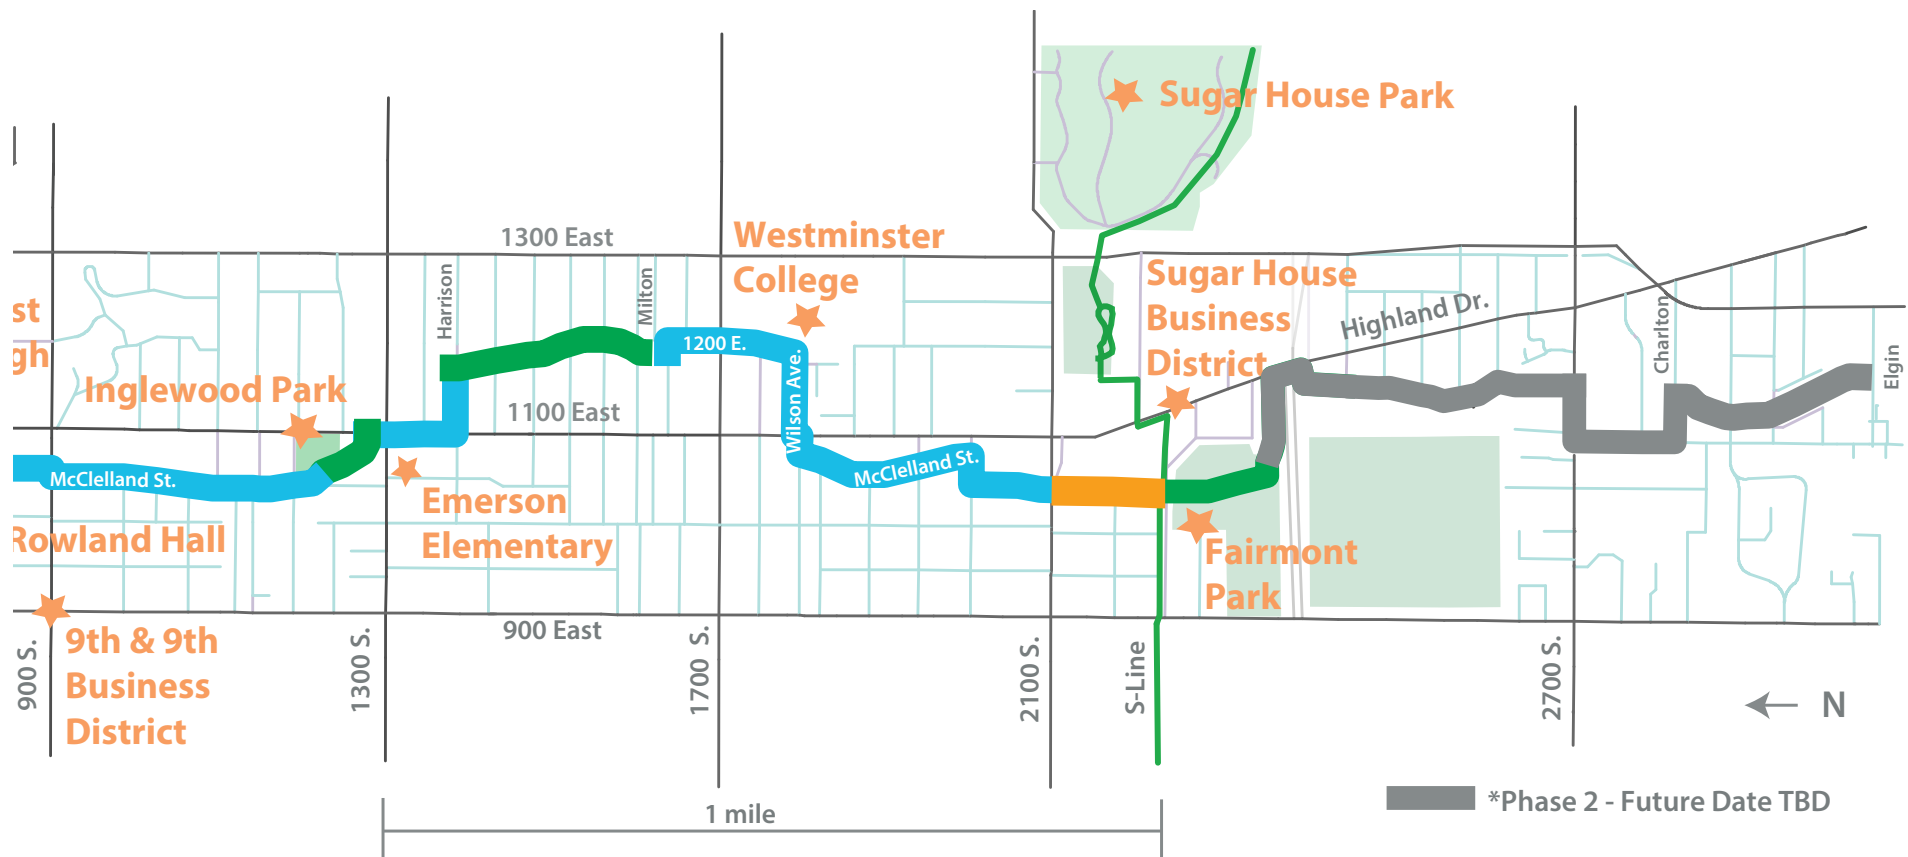 Sugar House Park
1300 East
Westminster
College
Harrison
Milton
Sugar House
Business
District
Highland Dr.
Charlton
Elgin
st
gh
Inglewood Park
1200 E.
Wilson Ave.
1100 East
McClelland St.
McClelland St.
Emerson
Elementary
Rowland Hall
Fairmont
Park
900 East
9th & 9th
Business
District
900 S.
1300 S.
1700 S.
2100 S.
S-Line
2700 S.
N
1 mile
*Phase 2 - Future Date TBD